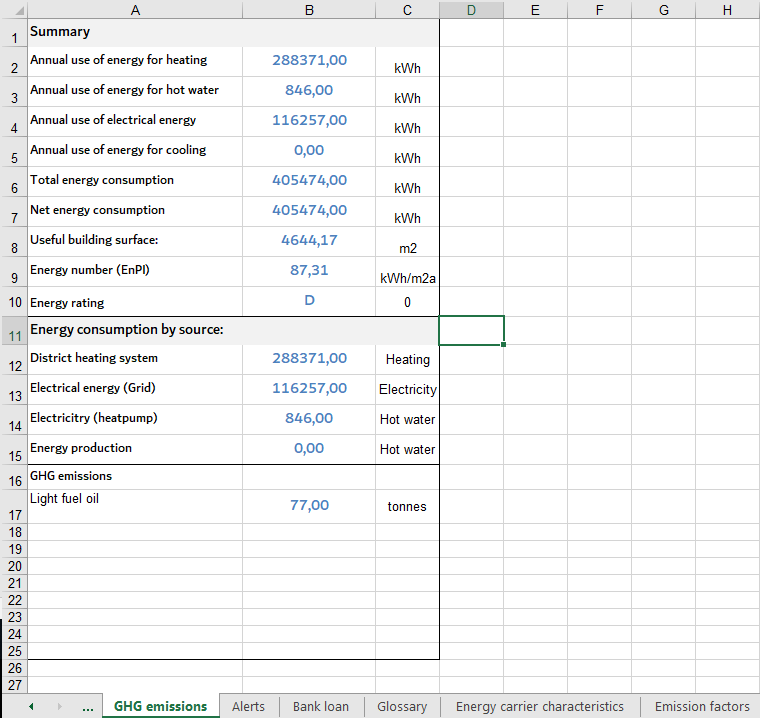 A B C D E F G H
1 Summary
2 Annual use of energy for heating 288371,00 kWh
3 Annual use of energy for hot water 846,00 kWh
4 Annual use of electrical energy 116257,00 kWh
5 Annual use of energy for cooling 0,00 kWh
6 Total energy consumption 405474,00 kWh
7 Net energy consumption 405474,00 kWh
8 Useful building surface: 4644,17 m2
9 Energy number (EnPI) 87,31 kWh/m2a
10 Energy rating D 0
11 Energy consumption by source:
12 District heating system 288371,00 Heating
13 Electrical energy (Grid) 116257,00 Electricity
14 Electricitry (heatpump) 846,00 Hot water
15 Energy production 0,00 Hot water
16 GHG emissions
17 Light fuel oil 77,00 tonnes
18
19
20
21
22
23
24
25
26
27
... GHG emissions Alerts Bank loan Glossary Energy carrier characteristics Emission factors